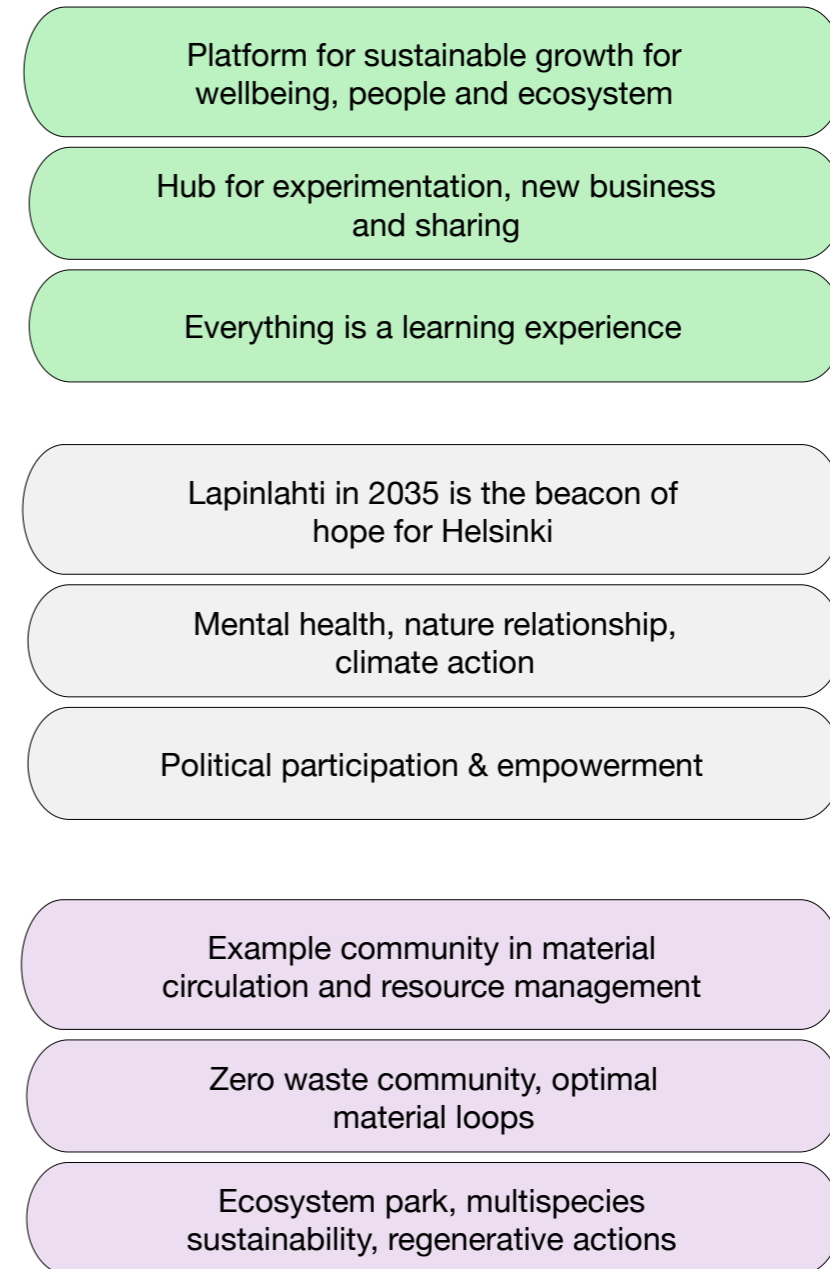 Platform for sustainable growth for
wellbeing, people and ecosystem
Hub for experimentation, new business
and sharing
Everything is a learning experience
Lapinlahti in 2035 is the beacon of
hope for Helsinki
Mental health, nature relationship,
climate action
Political participation & empowerment
Example community in material
circulation and resource management
Zero waste community, optimal
material loops
Ecosystem park, multispecies
sustainability, regenerative actions